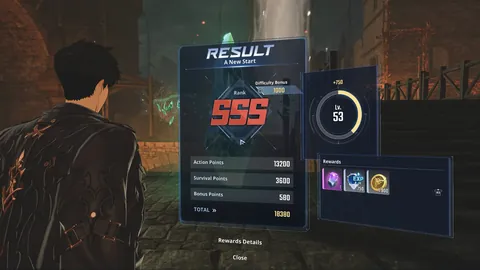 RESULT
A New Start
Difficulty Bonus
1000
Rank
SSS
Action Points 13200
Survival Points 3600
Bonus Points 580
TOTAL 18380
+750
Lv.
53
Rewards
EXP
Rewards Details
Close